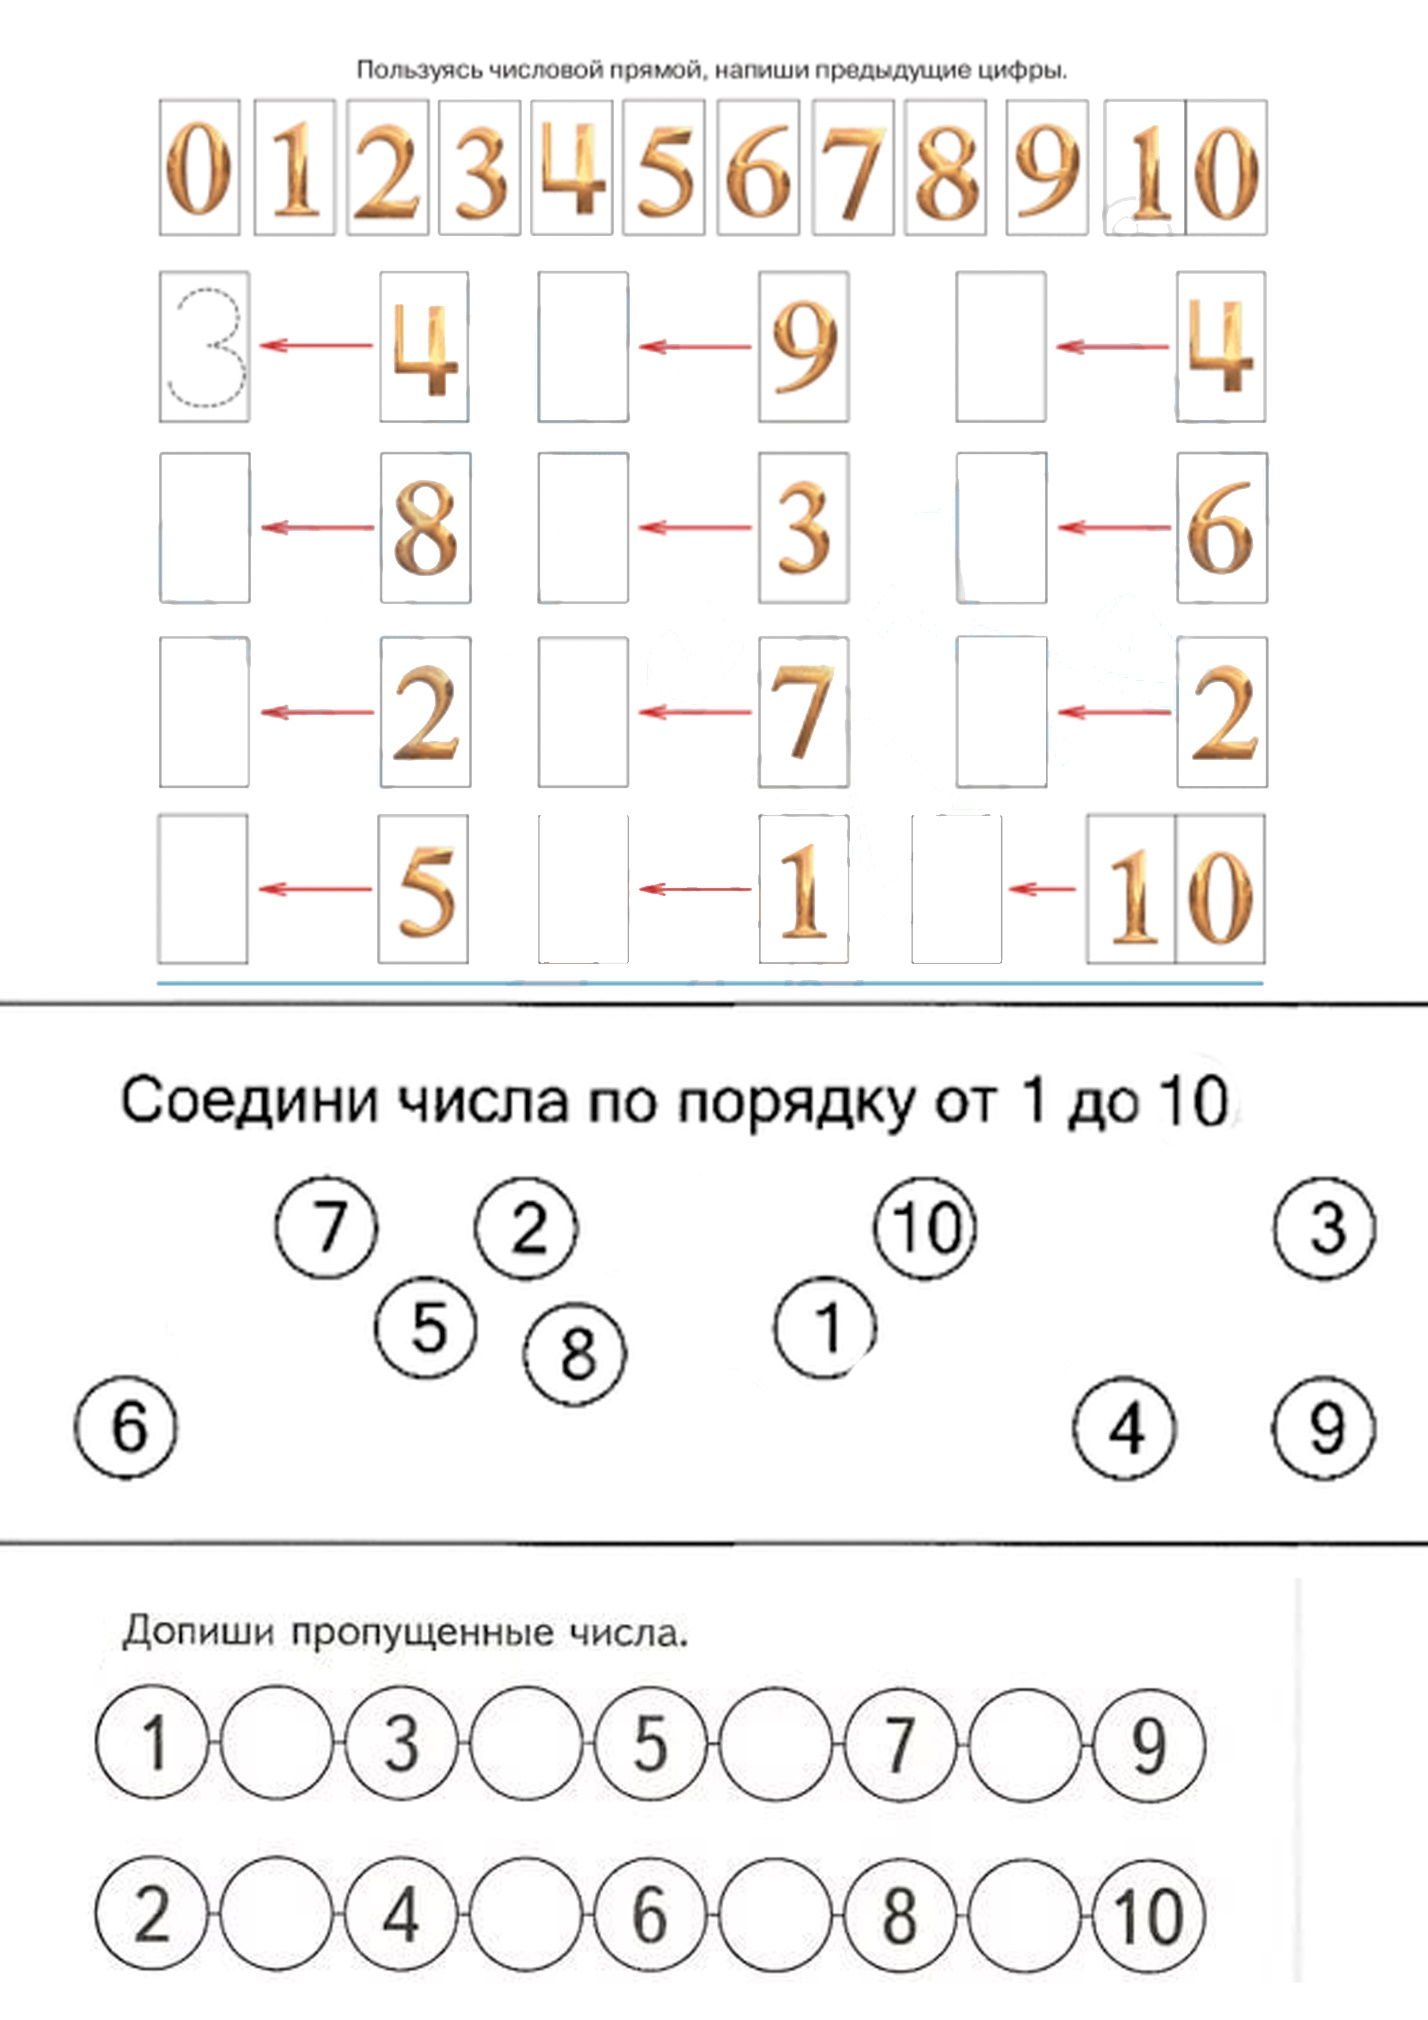 Пользуясь числовой прямой, напиши предыдущие цифры.
0 1 2 3 4 5 6 7 8 9 10
3 4 9 4
8 3 6
2 7 2
5 1 10
Соедини числа по порядку от 1 до 10
7 2 10 3
5 8 1
6 4 9
Допиши пропущенные числа.
1 3 5 7 9
2 4 6 8 10